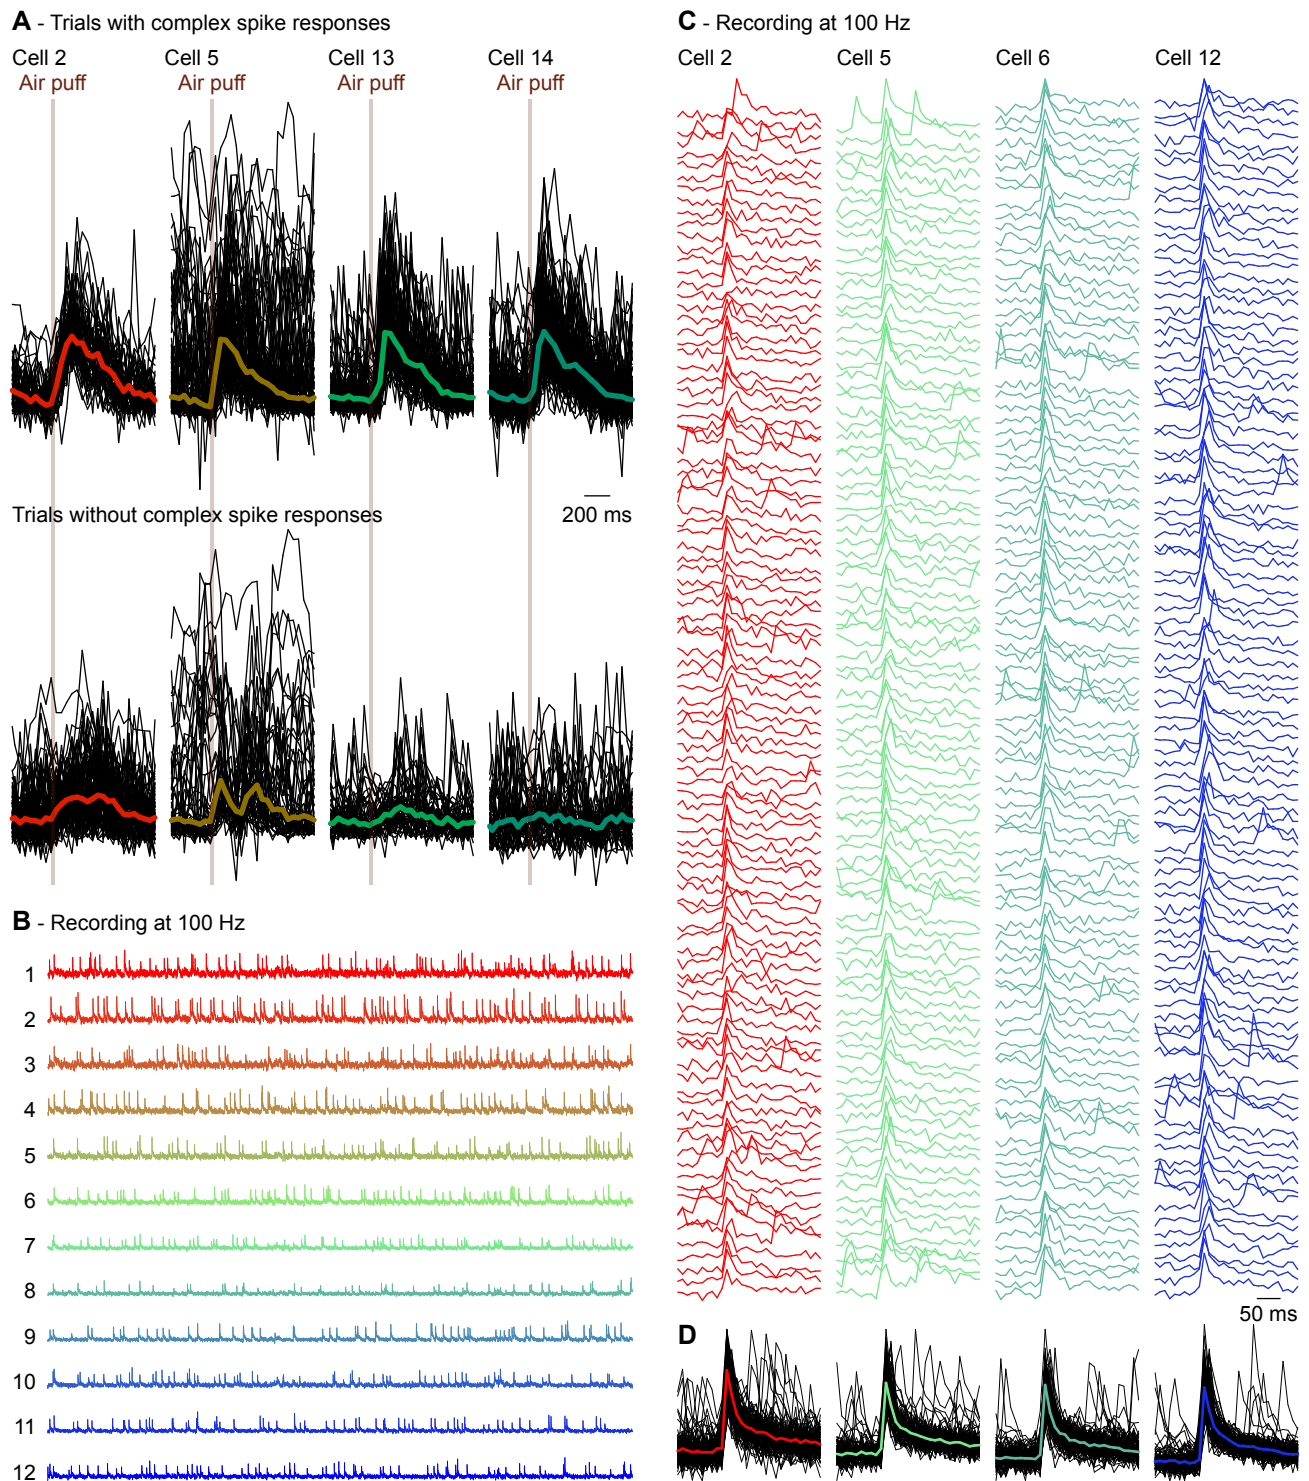 A - Trials with complex spike responses
Cell 2 Cell 5 Cell 13 Cell 14
Air puff Air puff Air puff Air puff
200 ms
Trials without complex spike responses
B - Recording at 100 Hz
1
2
3
4
5
6
7
8
9
10
11
12
C - Recording at 100 Hz
Cell 2 Cell 5 Cell 6 Cell 12
50 ms
D